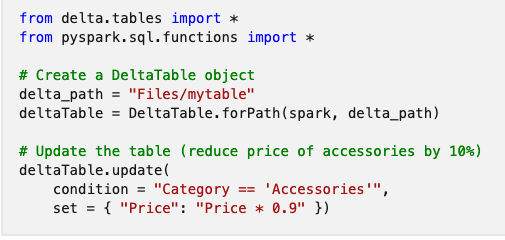 from delta.tables import *
from pyspark.sql.functions import *

# Create a DeltaTable object
delta_path = "Files/mytable"
deltaTable = DeltaTable.forPath(spark, delta_path)

# Update the table (reduce price of accessories by 10%)
deltaTable.update(
    condition = "Category == 'Accessories'",
    set = { "Price": "Price * 0.9" })